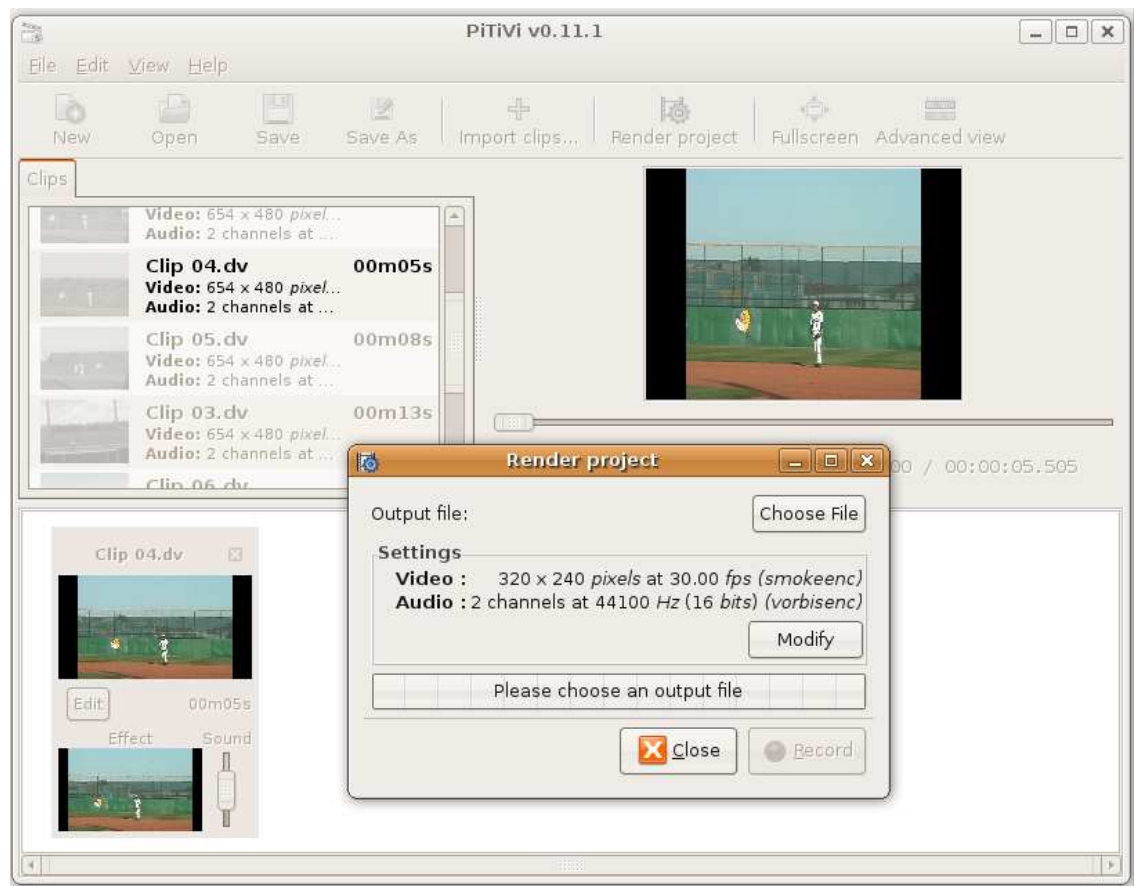 PiTiVi v0.11.1
File Edit View Help
New Open Save Save As Import clips... Render project Fullscreen Advanced view
Clips
Video: 654 x 480 pixel...
Audio: 2 channels at ...
Clip 04.dv 00m05s
Video: 654 x 480 pixel...
Audio: 2 channels at ...
Clip 05.dv 00m08s
Video: 654 x 480 pixel...
Audio: 2 channels at ...
Clip 03.dv 00m13s
Video: 654 x 480 pixel...
Audio: 2 channels at ...
Clip 06.dv
00 / 00:00:05.505
Render project
Output file: Choose File
Settings
Video : 320 x 240 pixels at 30.00 fps (smokeenc)
Audio : 2 channels at 44100 Hz (16 bits) (vorbisenc)
Modify
Please choose an output file
Close Record
Clip 04.dv
Edit 00m05s
Effect Sound